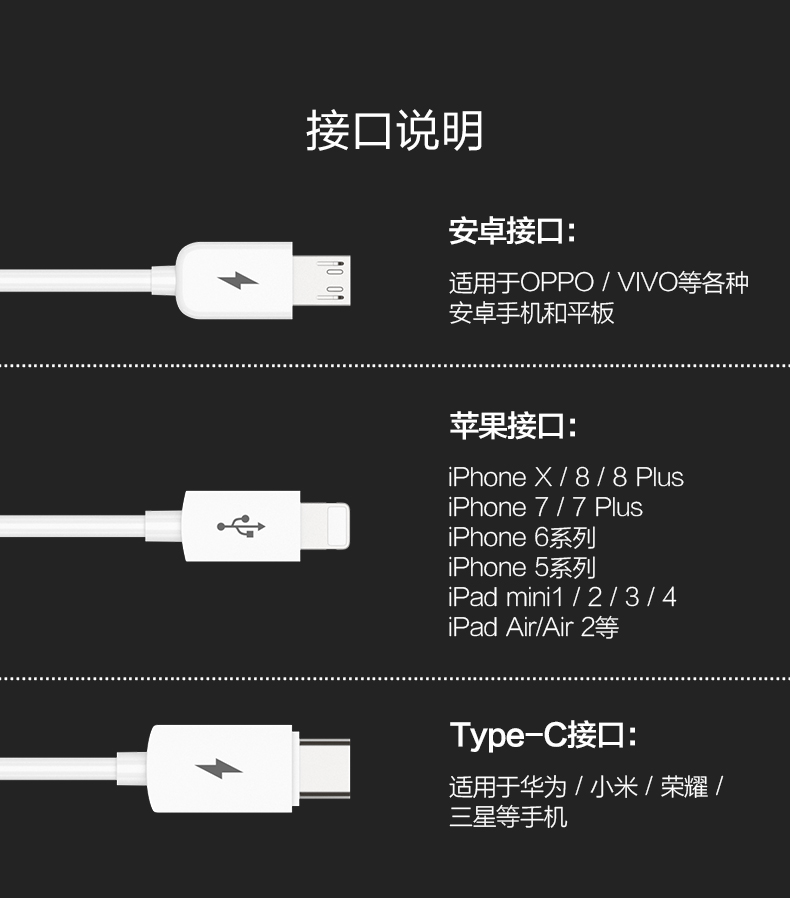 接口说明
安卓接口：
适用于OPPO / VIVO等各种
安卓手机和平板
苹果接口：
iPhone X / 8 / 8 Plus
iPhone 7 / 7 Plus
iPhone 6系列
iPhone 5系列
iPad mini1 / 2 / 3 / 4
iPad Air/Air 2等
Type-C接口：
适用于华为 / 小米 / 荣耀 /
三星等手机